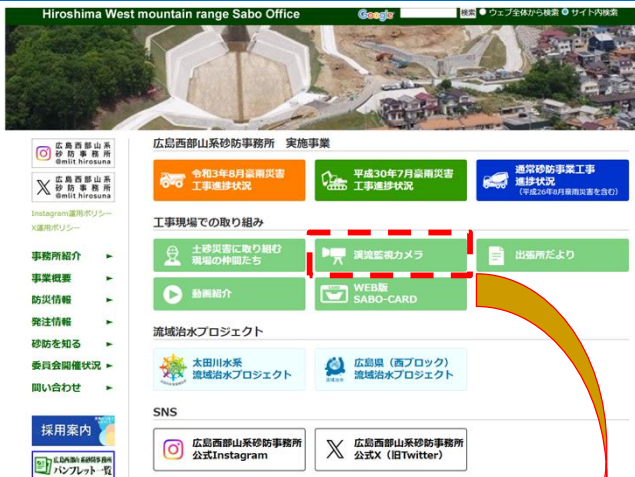 Hiroshima West mountain range Sabo Office
Google 検索 ウェブ全体から検索 サイト内検索
広島西部山系
砂防事務所
@mlit hirosuna
広島西部山系
砂防事務所
@mlit hirosuna
Instagram運用ポリシー
X運用ポリシー
事務所紹介
事業概要
防災情報
発注情報
砂防を知る
委員会開催状況
問い合わせ
採用案内
広島西部山系砂防事務所
パンフレット一覧
広島西部山系砂防事務所 実施事業
令和3年8月豪雨災害
工事進捗状況
平成30年7月豪雨災害
工事進捗状況
通常砂防事業工事
進捗状況
(平成26年8月豪雨災害を含む)
工事現場での取り組み
土砂災害に取り組む
現場の仲間たち
渓流監視カメラ
出張所だより
動画紹介
WEB版
SABO-CARD
流域治水プロジェクト
太田川水系
流域治水プロジェクト
広島県（西ブロック）
流域治水プロジェクト
SNS
広島西部山系砂防事務所
公式Instagram
広島西部山系砂防事務所
公式X（旧Twitter）